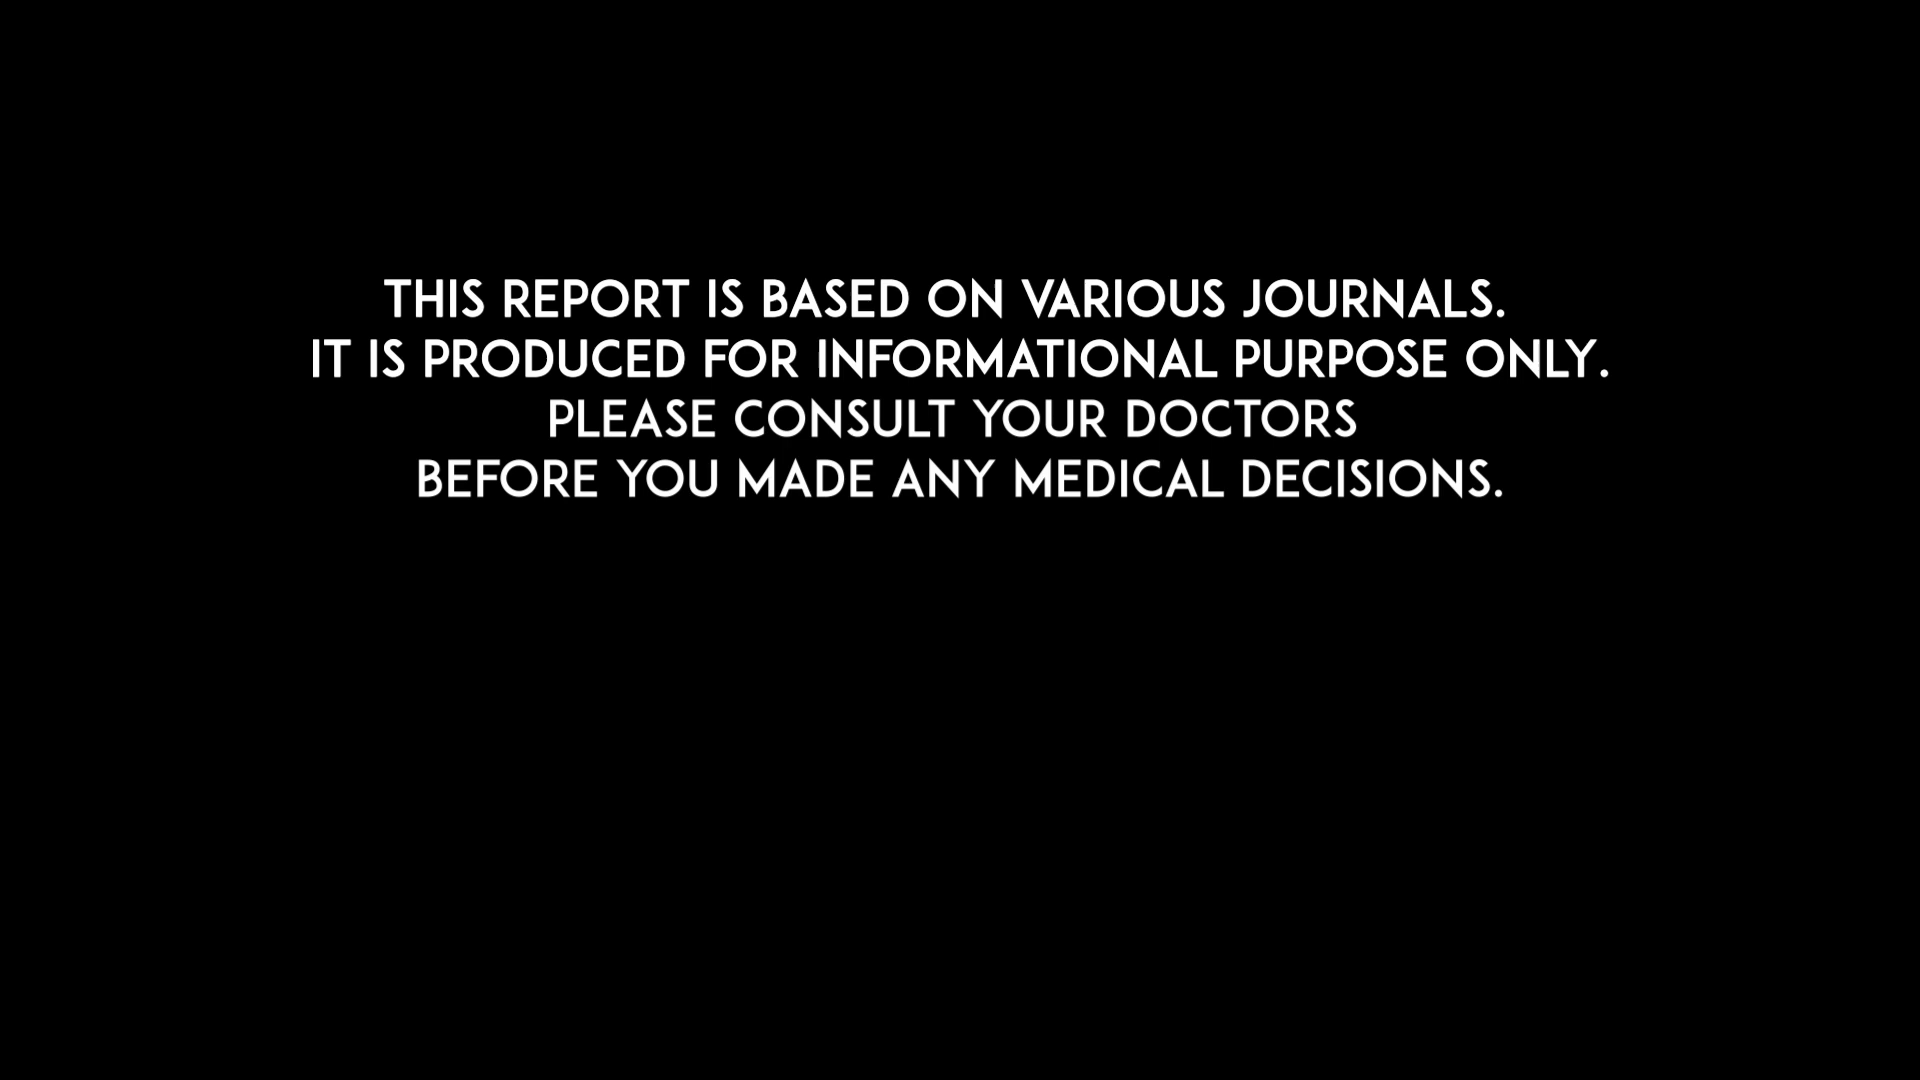 THIS REPORT IS BASED ON VARIOUS JOURNALS.
IT IS PRODUCED FOR INFORMATIONAL PURPOSE ONLY.
PLEASE CONSULT YOUR DOCTORS
BEFORE YOU MADE ANY MEDICAL DECISIONS.